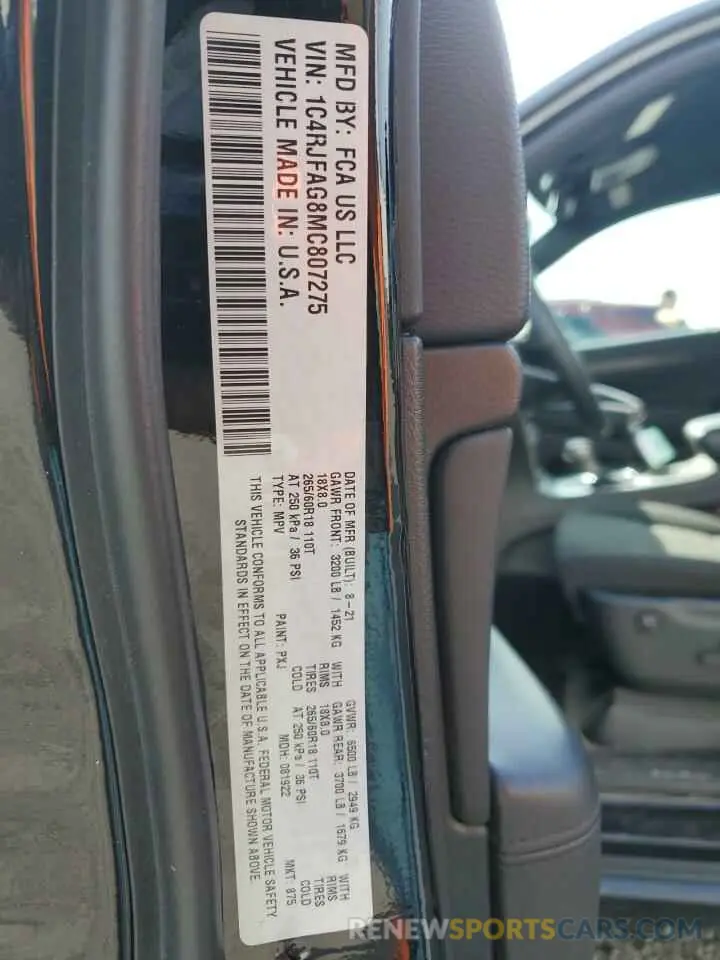 MFD BY: FCA US LLC
VIN: 1C4RJFAG8MC807275
VEHICLE MADE IN: U.S.A.
DATE OF MFR (BUILT): 8-21 GVWR: 6500 LB / 2949 KG
GAWR FRONT: 3200 LB / 1452 KG WITH GAWR REAR: 3700 LB / 1679 KG WITH
18X8.0 RIMS 18X8.0 RIMS
265/60R18 110T TIRES 265/60R18 110T TIRES
AT 250 kPa / 36 PSI COLD AT 250 kPa / 36 PSI COLD
TYPE: MPV PAINT: PXJ MDH: 081922 MKT: 875
THIS VEHICLE CONFORMS TO ALL APPLICABLE U.S.A. FEDERAL MOTOR VEHICLE SAFETY
STANDARDS IN EFFECT ON THE DATE OF MANUFACTURE SHOWN ABOVE.
RENEWSUSEDCARS.COM